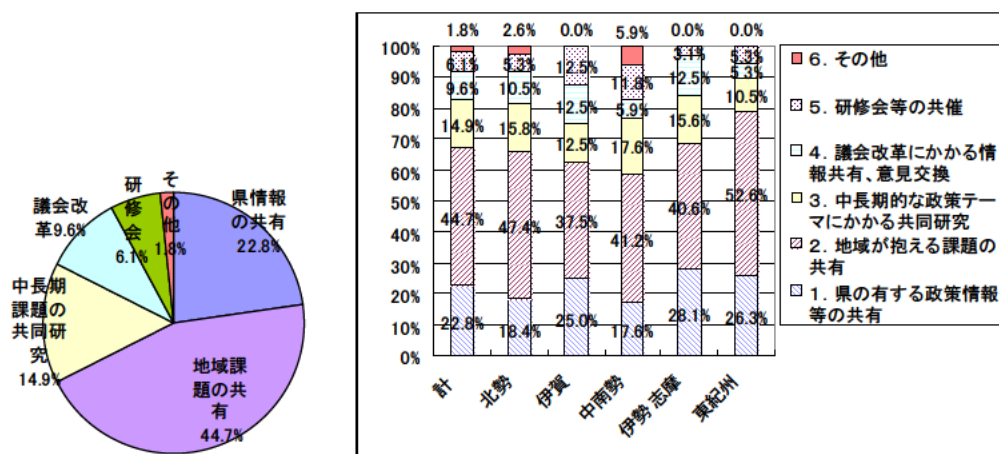 県情報
の共有
22.8%
地域課
題の共
有
44.7%
中長期
課題の
共同研
究
14.9%
議会改
革9.6%
研
修
会
6.1%
そ
の
他
1.8%
1.8% 2.6% 0.0% 5.9% 0.0% 0.0%
100%
90%
80%
70%
60%
50%
40%
30%
20%
10%
0%
6.1% 5.3% 12.5% 11.8% 3.1% 5.3%
9.6% 10.5% 12.5% 5.9% 12.5% 5.3%
14.9% 15.8% 12.5% 17.6% 15.6% 10.5%
44.7% 47.4% 37.5% 41.2% 40.6% 52.6%
22.8% 18.4% 25.0% 17.6% 28.1% 26.3%
計 北勢 伊賀 中南勢 伊勢志摩 東紀州
6. その他
5. 研修会等の共催
4. 議会改革にかかる情
報共有、意見交換
3. 中長期的な政策テー
マにかかる共同研究
2. 地域が抱える課題の
共有
1. 県の有する政策情報
等の共有